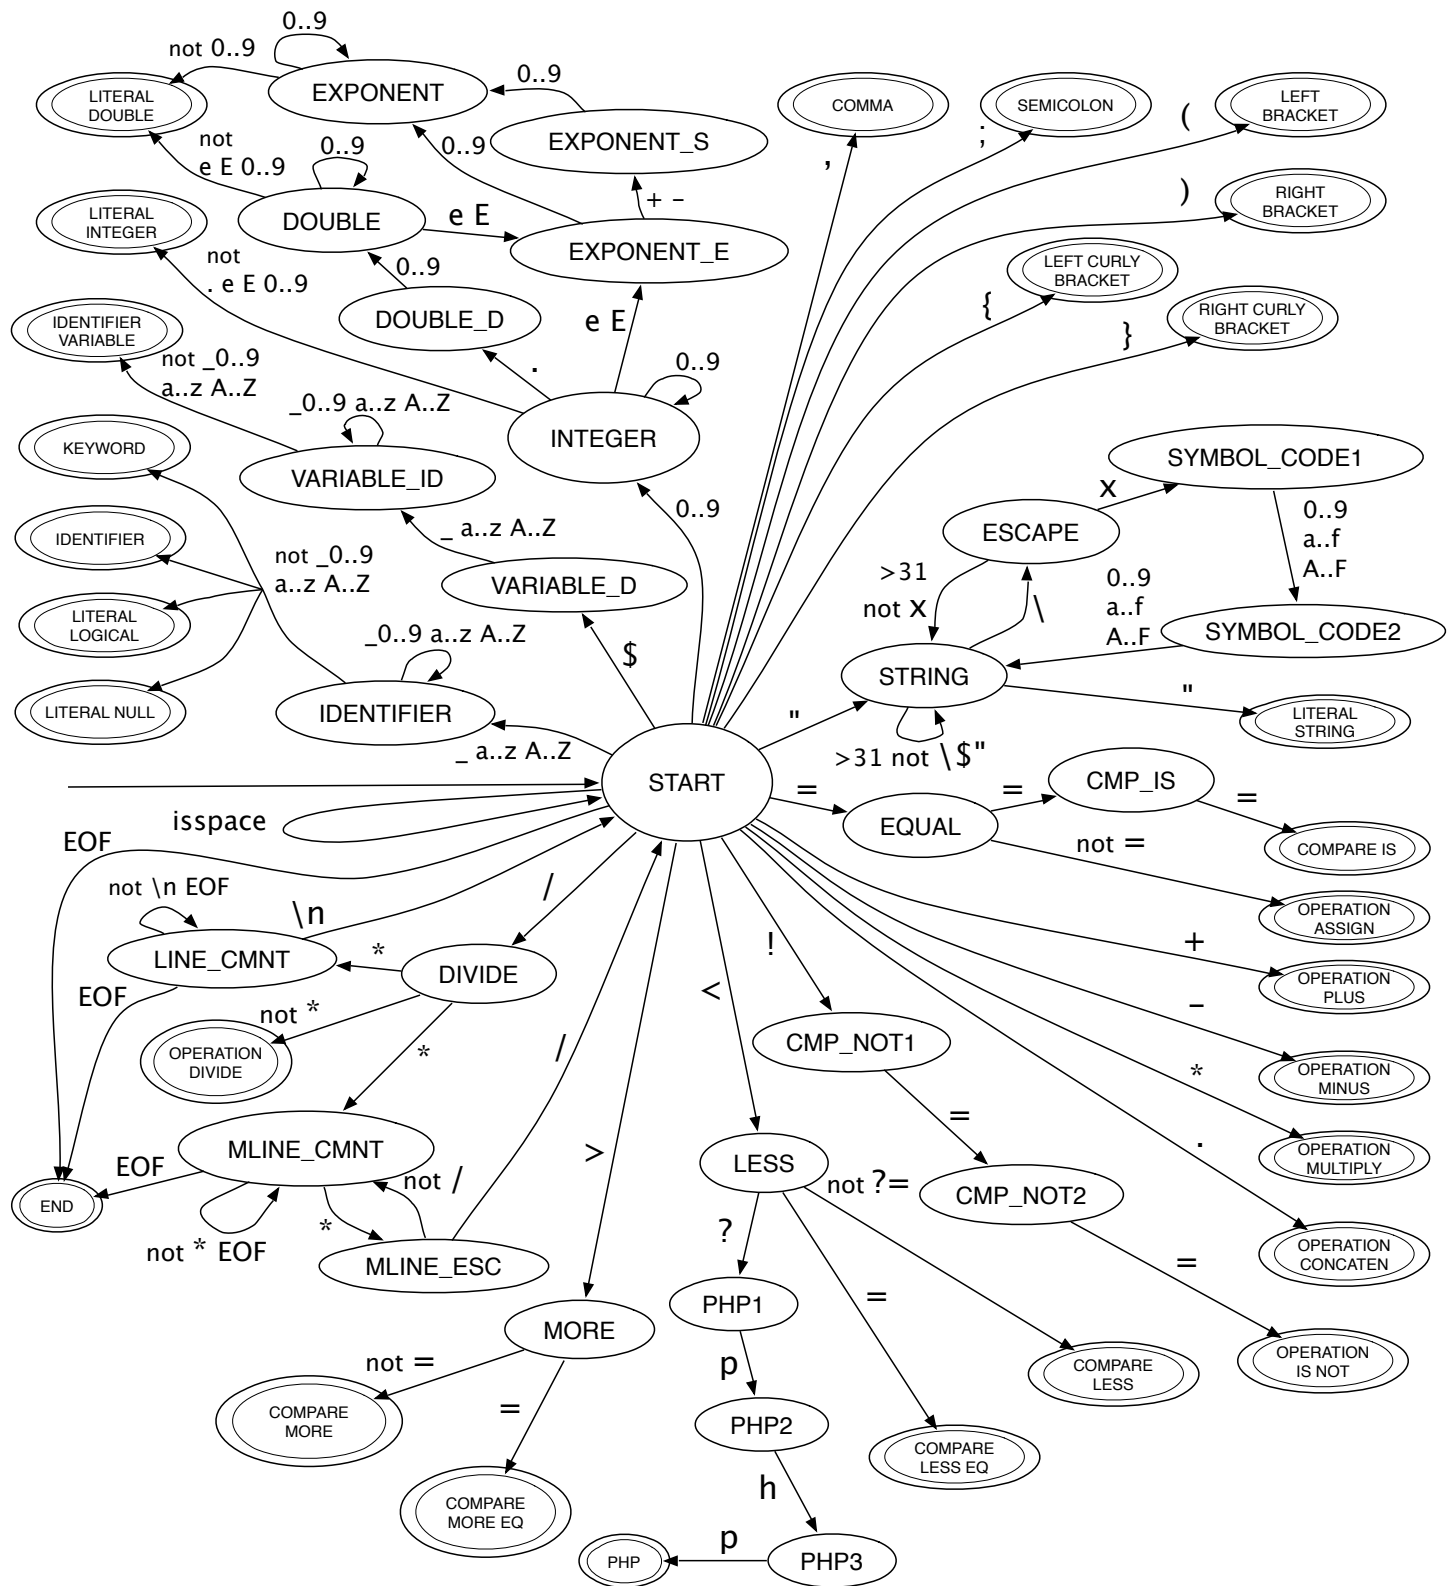 0..9
not 0..9
LITERAL
DOUBLE
EXPONENT
0..9
EXPONENT_S
COMMA
SEMICOLON
LEFT
BRACKET
,
;
(
not
e E 0..9
0..9
0..9
+ -
DOUBLE
e E
EXPONENT_E
LITERAL
INTEGER
)
RIGHT
BRACKET
not
. e E 0..9
0..9
DOUBLE_D
e E
LEFT CURLY
BRACKET
{
RIGHT CURLY
BRACKET
}
IDENTIFIER
VARIABLE
not _0..9
a..z A..Z
.
0..9
_0..9 a..z A..Z
INTEGER
KEYWORD
VARIABLE_ID
SYMBOL_CODE1
x
0..9
a..f
A..F
0..9
_ a..z A..Z
ESCAPE
IDENTIFIER
not _0..9
a..z A..Z
VARIABLE_D
>31
not x
\
0..9
a..f
A..F
LITERAL
LOGICAL
SYMBOL_CODE2
_0..9 a..z A..Z
$
STRING
"
LITERAL NULL
IDENTIFIER
"
LITERAL
STRING
_ a..z A..Z
>31 not \$"
START
=
=
CMP_IS
=
isspace
EQUAL
not =
COMPARE IS
EOF
not \n EOF
\n
/
OPERATION
ASSIGN
+
LINE_CMNT
*
DIVIDE
!
<
OPERATION
PLUS
EOF
not *
-
OPERATION
DIVIDE
*
/
CMP_NOT1
*
OPERATION
MINUS
=
.
OPERATION
MULTIPLY
MLINE_CMNT
>
LESS
EOF
not /
not ?=
CMP_NOT2
END
not * EOF
*
MLINE_ESC
?
=
OPERATION
CONCATEN
PHP1
=
MORE
not =
p
COMPARE
LESS
OPERATION
IS NOT
COMPARE
MORE
=
PHP2
COMPARE
LESS EQ
h
COMPARE
MORE EQ
p
PHP
PHP3